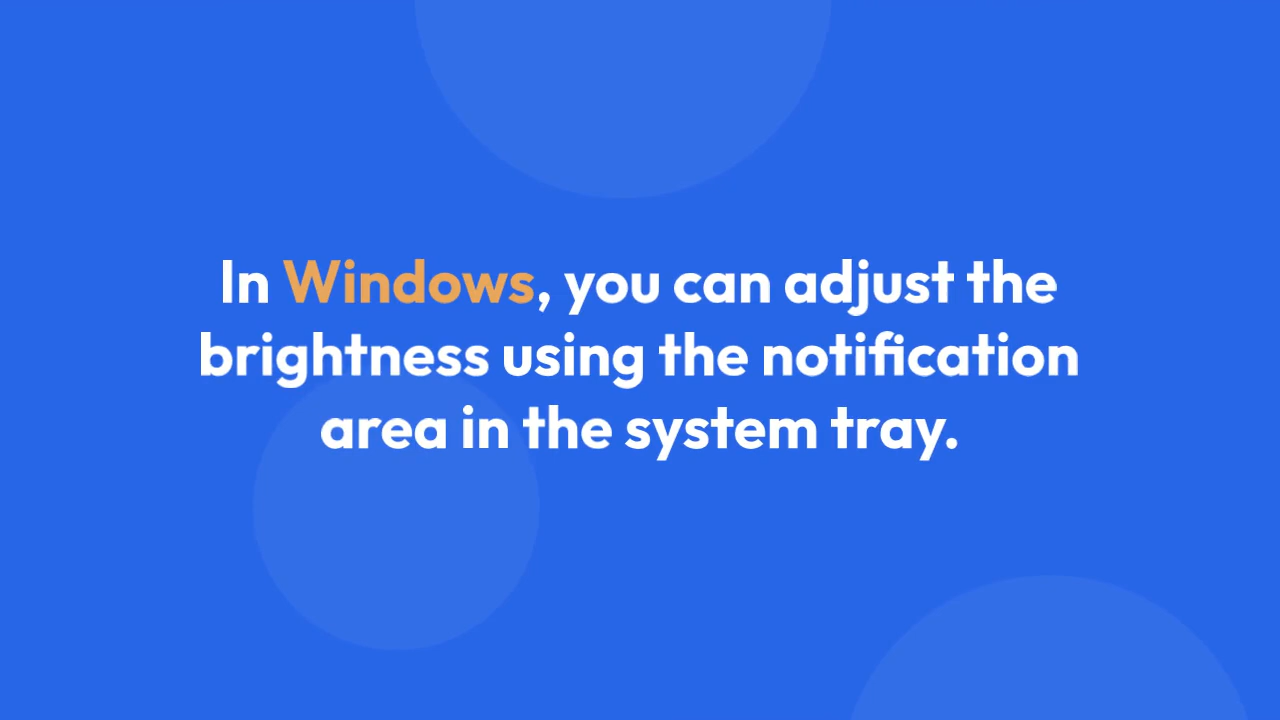 In Windows, you can adjust the
brightness using the notification
area in the system tray.